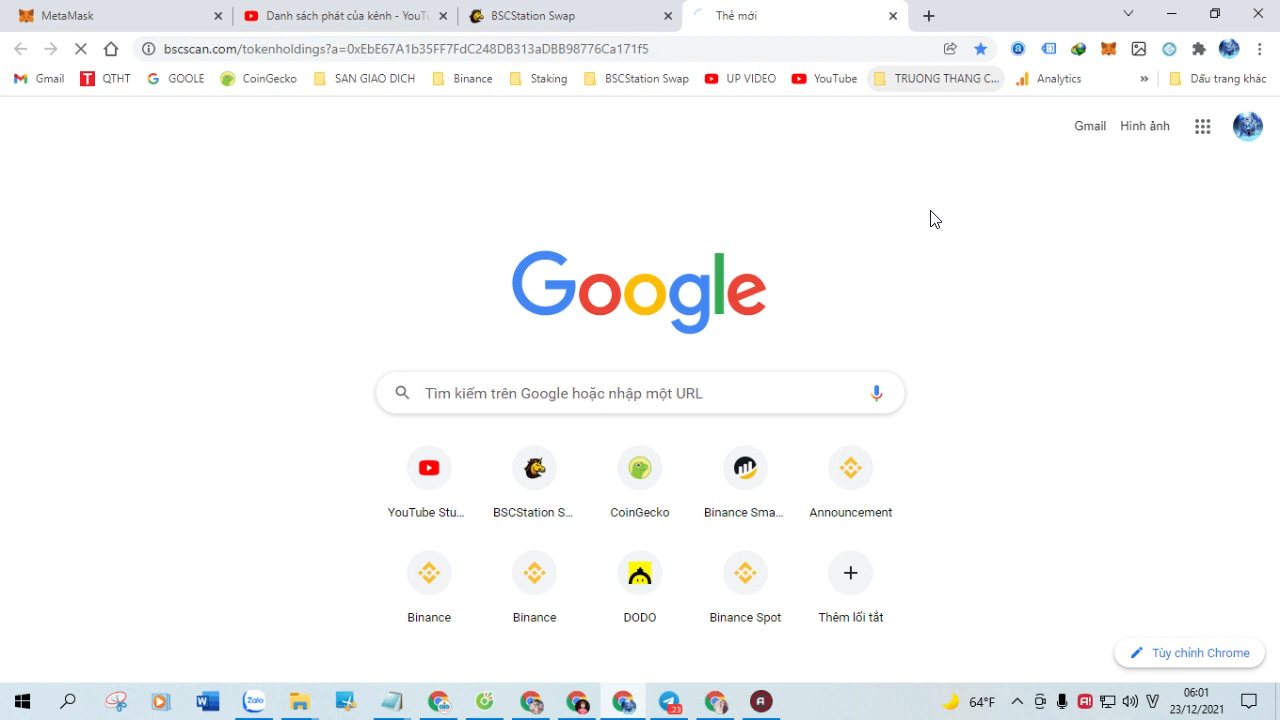 MetaMask
Danh sách phát của kênh - YouTu
BSCStation Swap
Thẻ mới
bscscan.com/tokenholdings?a=0xEbE67A1b35FF7FdC248DB313aDBB98776Ca171f5
Gmail
QTHT
GOOLE
CoinGecko
SAN GIAO DICH
Binance
Staking
BSCStation Swap
UP VIDEO
YouTube
TRUONG THANG C...
Analytics
»
Dấu trang khác
Gmail
Hình ảnh
Google
Tìm kiếm trên Google hoặc nhập một URL
YouTube Stu...
BSCStation S...
CoinGecko
Binance Sma...
Announcement
Binance
Binance
DODO
Binance Spot
Thêm lối tắt
Tùy chỉnh Chrome
Zalo
23
64°F
06:01
23/12/2021